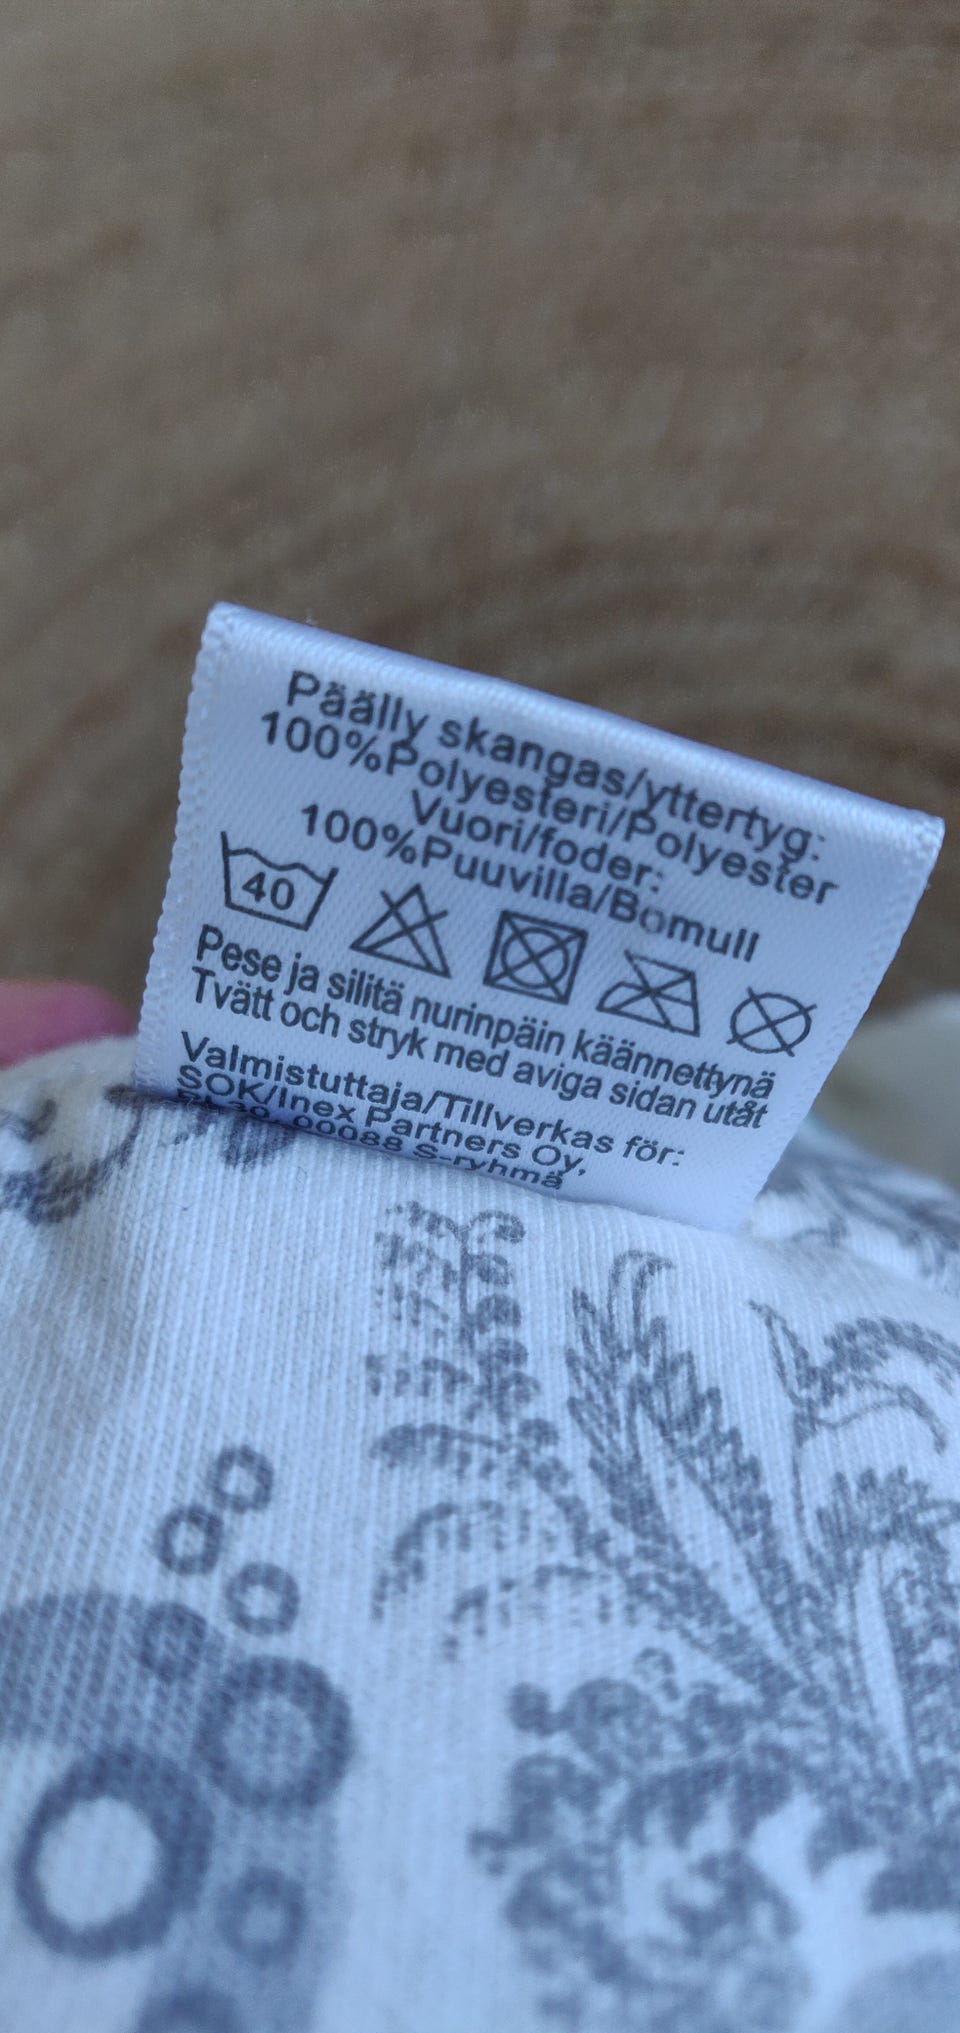 Päälly skangas/yttertyg:
100%Polyesteri/Polyester
Vuori/foder:
100%Puuvilla/Bomull
40
Pese ja silitä nurinpäin käännettynä
Tvätt och stryk med aviga sidan utåt
Valmistuttaja/Tillverkas för:
SOK/Inex Partners Oy,
00088 S-ryhmä